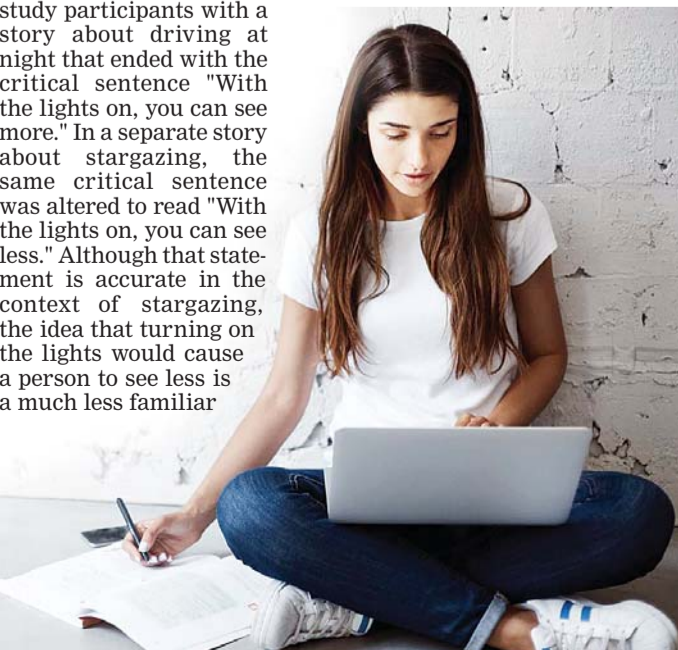 study participants with a
story about driving at
night that ended with the
critical sentence "With
the lights on, you can see
more." In a separate story
about stargazing, the
same critical sentence
was altered to read "With
the lights on, you can see
less." Although that state-
ment is accurate in the
context of stargazing,
the idea that turning on
the lights would cause
a person to see less is
a much less familiar